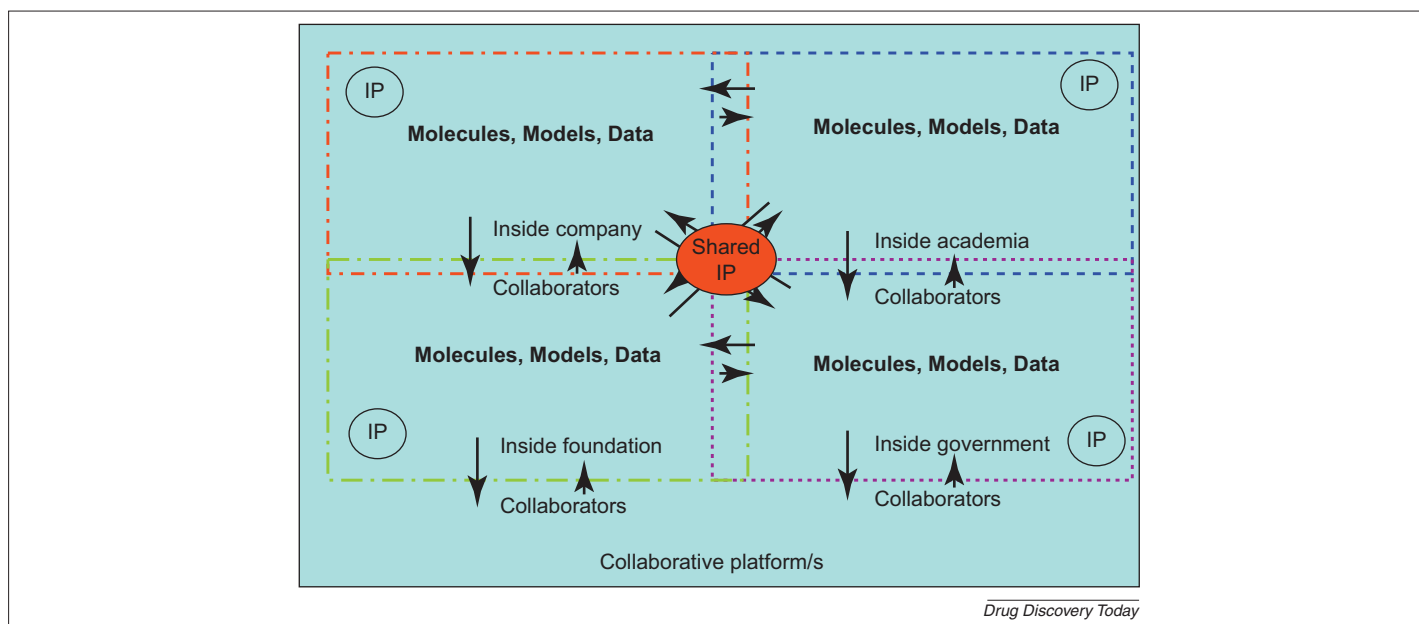 IP
IP
Molecules, Models, Data
Molecules, Models, Data
Inside company
Shared
IP
Inside academia
Collaborators
Collaborators
Molecules, Models, Data
Molecules, Models, Data
IP
IP
Inside foundation
Inside government
Collaborators
Collaborators
Collaborative platform/s
Drug Discovery Today